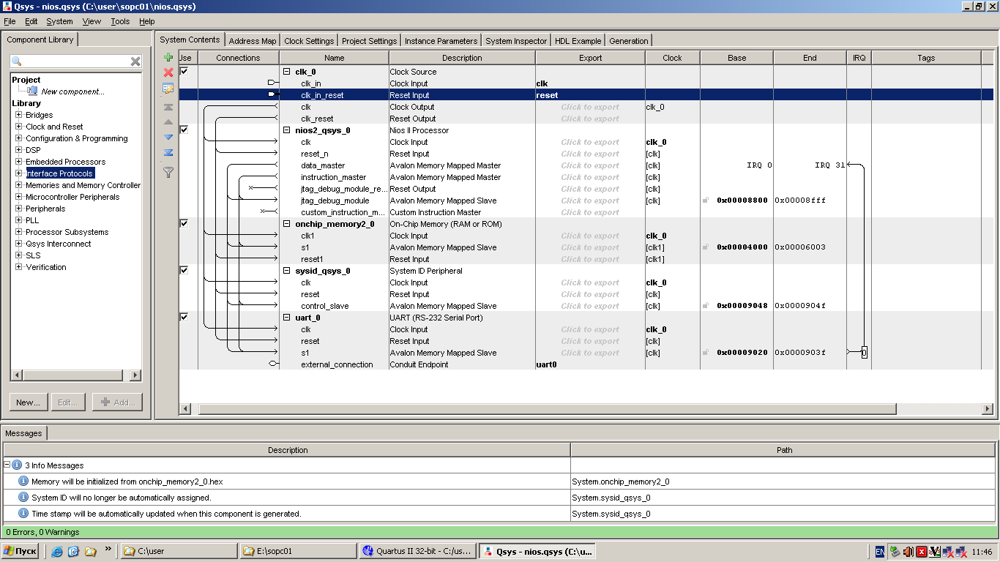 Qsys - nios.qsys (C:\user\sopc01\nios.qsys)
File Edit System View Tools Help
Component Library
System Contents Address Map Clock Settings Project Settings Instance Parameters System Inspector HDL Example Generation
Use Connections Name Description Export Clock Base End IRQ Tags
Project
New component...
Library
Bridges
Clock and Reset
Configuration & Programming
DSP
Embedded Processors
Interface Protocols
Memories and Memory Controller
Microcontroller Peripherals
Peripherals
PLL
Processor Subsystems
Qsys Interconnect
SLS
Verification
New... Edit... Add...
clk_0 Clock Source
clk_in Clock Input clk
clk_in_reset Reset Input reset
clk Clock Output Click to export clk_0
clk_reset Reset Output Click to export
nios2_qsys_0 Nios II Processor
clk Clock Input Click to export clk_0
reset_n Reset Input Click to export [clk]
data_master Avalon Memory Mapped Master Click to export [clk] IRQ 0 IRQ 31
instruction_master Avalon Memory Mapped Master Click to export [clk]
jtag_debug_module_re... Reset Output Click to export [clk]
jtag_debug_module Avalon Memory Mapped Slave Click to export [clk] 0x00008800 0x00008fff
custom_instruction_m... Custom Instruction Master Click to export
onchip_memory2_0 On-Chip Memory (RAM or ROM)
clk1 Clock Input Click to export clk_0
s1 Avalon Memory Mapped Slave Click to export [clk1] 0x00004000 0x00006003
reset1 Reset Input Click to export [clk1]
sysid_qsys_0 System ID Peripheral
clk Clock Input Click to export clk_0
reset Reset Input Click to export [clk]
control_slave Avalon Memory Mapped Slave Click to export [clk] 0x00009048 0x0000904f
uart_0 UART (RS-232 Serial Port)
clk Clock Input Click to export clk_0
reset Reset Input Click to export [clk]
s1 Avalon Memory Mapped Slave Click to export [clk] 0x00009020 0x0000903f 0
external_connection Conduit Endpoint uart0
Messages
Description Path
3 Info Messages
Memory will be initialized from onchip_memory2_0.hex System.onchip_memory2_0
System ID will no longer be automatically assigned. System.sysid_qsys_0
Time stamp will be automatically updated when this component is generated. System.sysid_qsys_0
0 Errors, 0 Warnings
Пуск » C:\user E:\sopc01 Quartus II 32-bit - C:/us... Qsys - nios.qsys (C:\u... EN 11:46